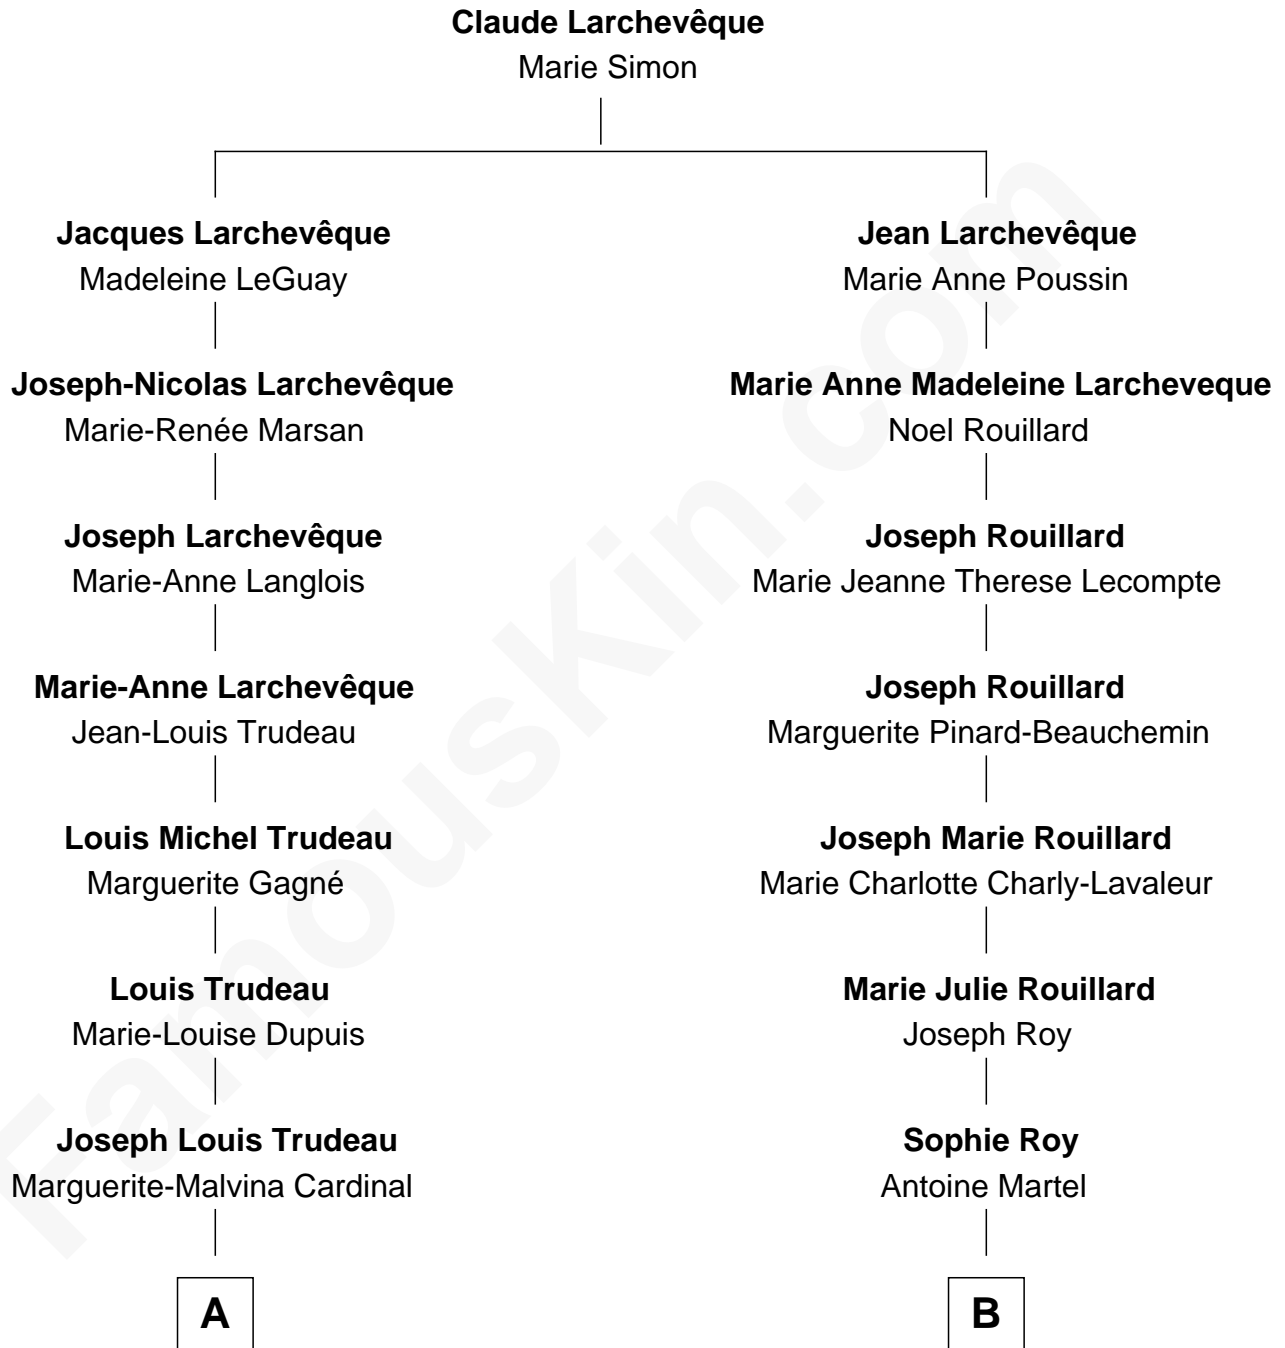 Claude Larchevêque
Marie Simon
Jacques Larchevêque
Madeleine LeGuay
Joseph-Nicolas Larchevêque
Marie-Renée Marsan
Joseph Larchevêque
Marie-Anne Langlois
Marie-Anne Larchevêque
Jean-Louis Trudeau
Louis Michel Trudeau
Marguerite Gagné
Louis Trudeau
Marie-Louise Dupuis
Joseph Louis Trudeau
Marguerite-Malvina Cardinal
A
Jean Larchevêque
Marie Anne Poussin
Marie Anne Madeleine Larcheveque
Noel Rouillard
Joseph Rouillard
Marie Jeanne Therese Lecompte
Joseph Rouillard
Marguerite Pinard-Beauchemin
Joseph Marie Rouillard
Marie Charlotte Charly-Lavaleur
Marie Julie Rouillard
Joseph Roy
Sophie Roy
Antoine Martel
B
FamousKin.com